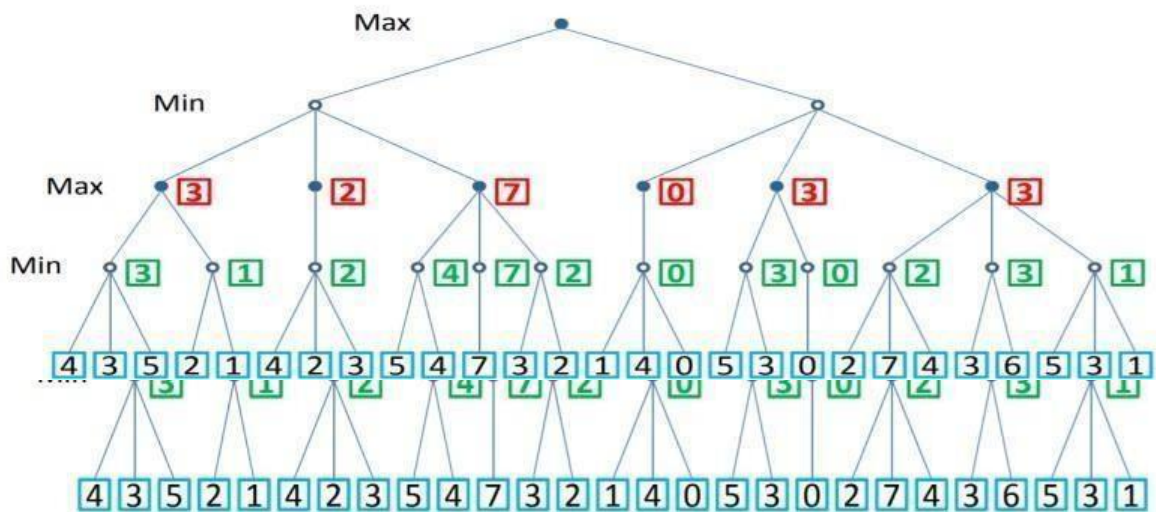 Max
Min
Max 3 2 7 0 3 3
Min 3 1 2 4 7 2 0 3 0 2 3 1
4 3 5 2 1 4 2 3 5 4 7 3 2 1 4 0 5 3 0 2 7 4 3 6 5 3 1
3 1 2 4 7 2 0 3 0 2 3 1
4 3 5 2 1 4 2 3 5 4 7 3 2 1 4 0 5 3 0 2 7 4 3 6 5 3 1